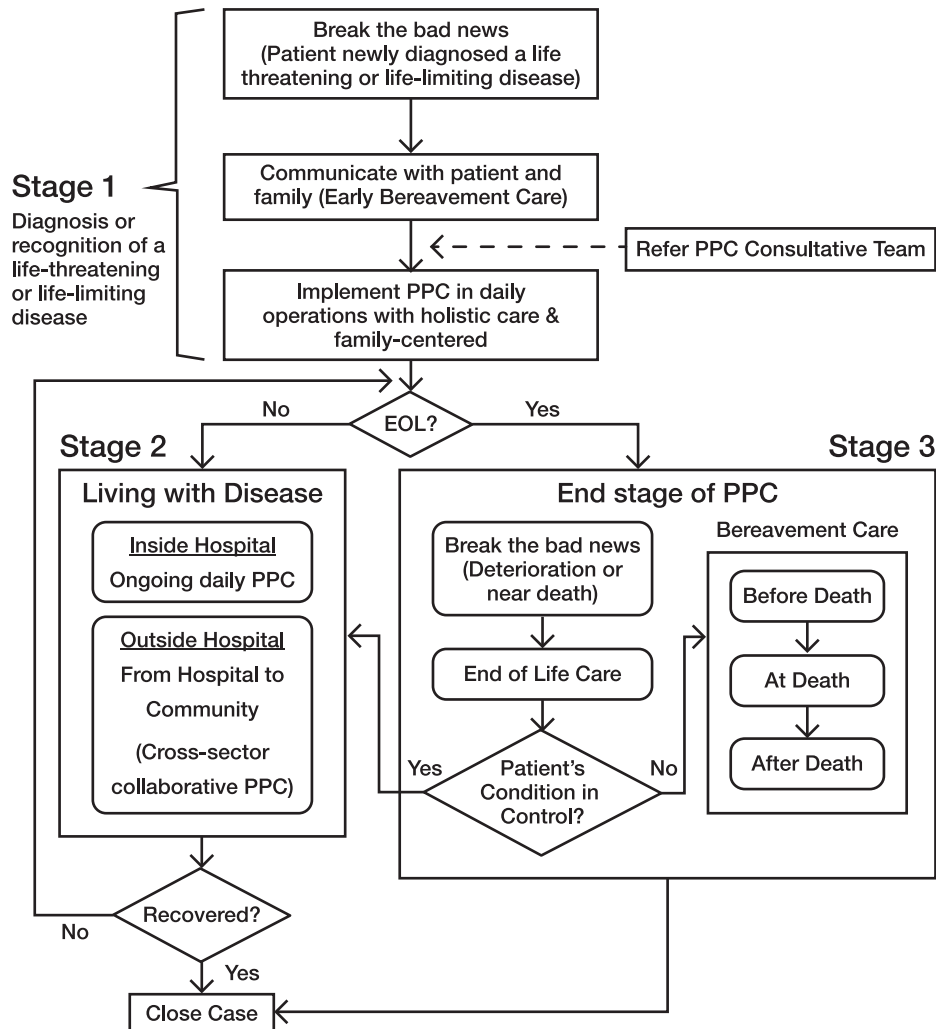 Break the bad news
(Patient newly diagnosed a life
threatening or life-limiting disease)
Stage 1
Diagnosis or
recognition of a
life-threatening
or life-limiting
disease
Communicate with patient and
family (Early Bereavement Care)
Refer PPC Consultative Team
Implement PPC in daily
operations with holistic care &
family-centered
No
EOL?
Yes
Stage 2
Living with Disease
Inside Hospital
Ongoing daily PPC
Outside Hospital
From Hospital to
Community
(Cross-sector
collaborative PPC)
Stage 3
End stage of PPC
Break the bad news
(Deterioration or
near death)
End of Life Care
Yes
Patient's
Condition in
Control?
No
Bereavement Care
Before Death
At Death
After Death
Recovered?
No
Yes
Close Case